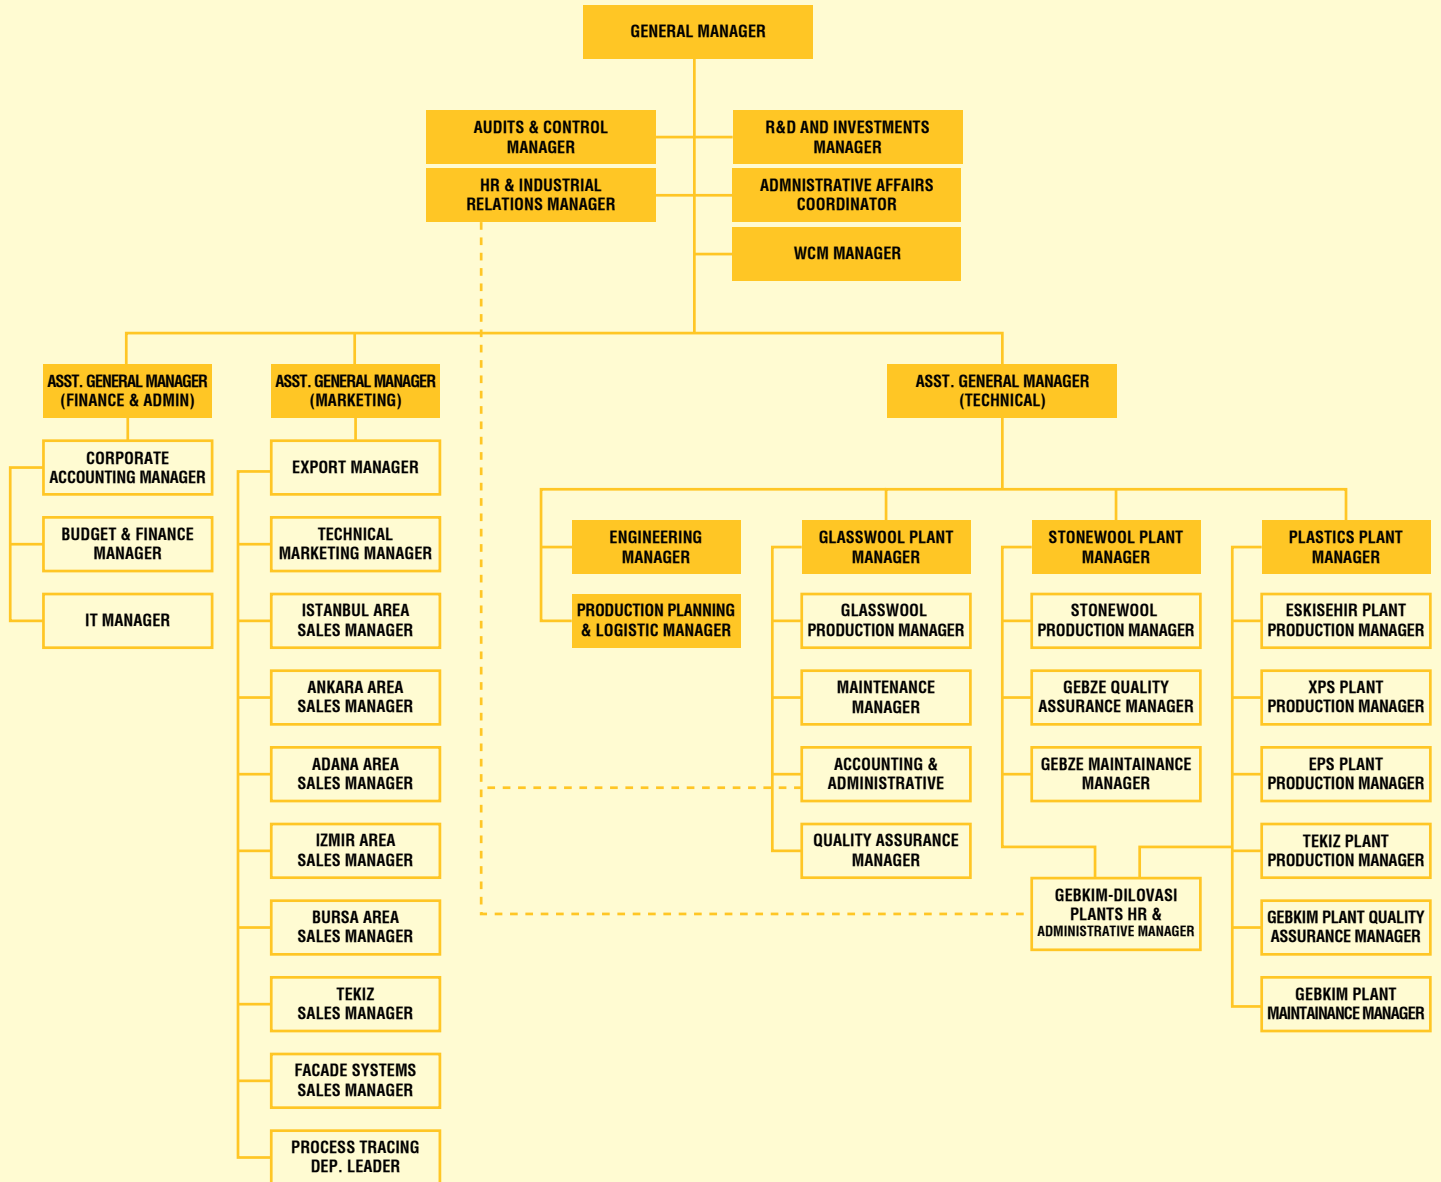 GENERAL MANAGER
AUDITS & CONTROL
MANAGER
R&D AND INVESTMENTS
MANAGER
HR & INDUSTRIAL
RELATIONS MANAGER
ADMNISTRATIVE AFFAIRS
COORDINATOR
WCM MANAGER
ASST. GENERAL MANAGER
(FINANCE & ADMIN)
ASST. GENERAL MANAGER
(MARKETING)
ASST. GENERAL MANAGER
(TECHNICAL)
CORPORATE
ACCOUNTING MANAGER
BUDGET & FINANCE
MANAGER
IT MANAGER
EXPORT MANAGER
TECHNICAL
MARKETING MANAGER
ISTANBUL AREA
SALES MANAGER
ANKARA AREA
SALES MANAGER
ADANA AREA
SALES MANAGER
IZMIR AREA
SALES MANAGER
BURSA AREA
SALES MANAGER
TEKIZ
SALES MANAGER
FACADE SYSTEMS
SALES MANAGER
PROCESS TRACING
DEP. LEADER
ENGINEERING
MANAGER
PRODUCTION PLANNING
& LOGISTIC MANAGER
GLASSWOOL PLANT
MANAGER
GLASSWOOL
PRODUCTION MANAGER
MAINTENANCE
MANAGER
ACCOUNTING &
ADMINISTRATIVE
QUALITY ASSURANCE
MANAGER
STONEWOOL PLANT
MANAGER
STONEWOOL
PRODUCTION MANAGER
GEBZE QUALITY
ASSURANCE MANAGER
GEBZE MAINTAINANCE
MANAGER
GEBKIM-DILOVASI
PLANTS HR &
ADMINISTRATIVE MANAGER
PLASTICS PLANT
MANAGER
ESKISEHIR PLANT
PRODUCTION MANAGER
XPS PLANT
PRODUCTION MANAGER
EPS PLANT
PRODUCTION MANAGER
TEKIZ PLANT
PRODUCTION MANAGER
GEBKIM PLANT QUALITY
ASSURANCE MANAGER
GEBKIM PLANT
MAINTAINANCE MANAGER